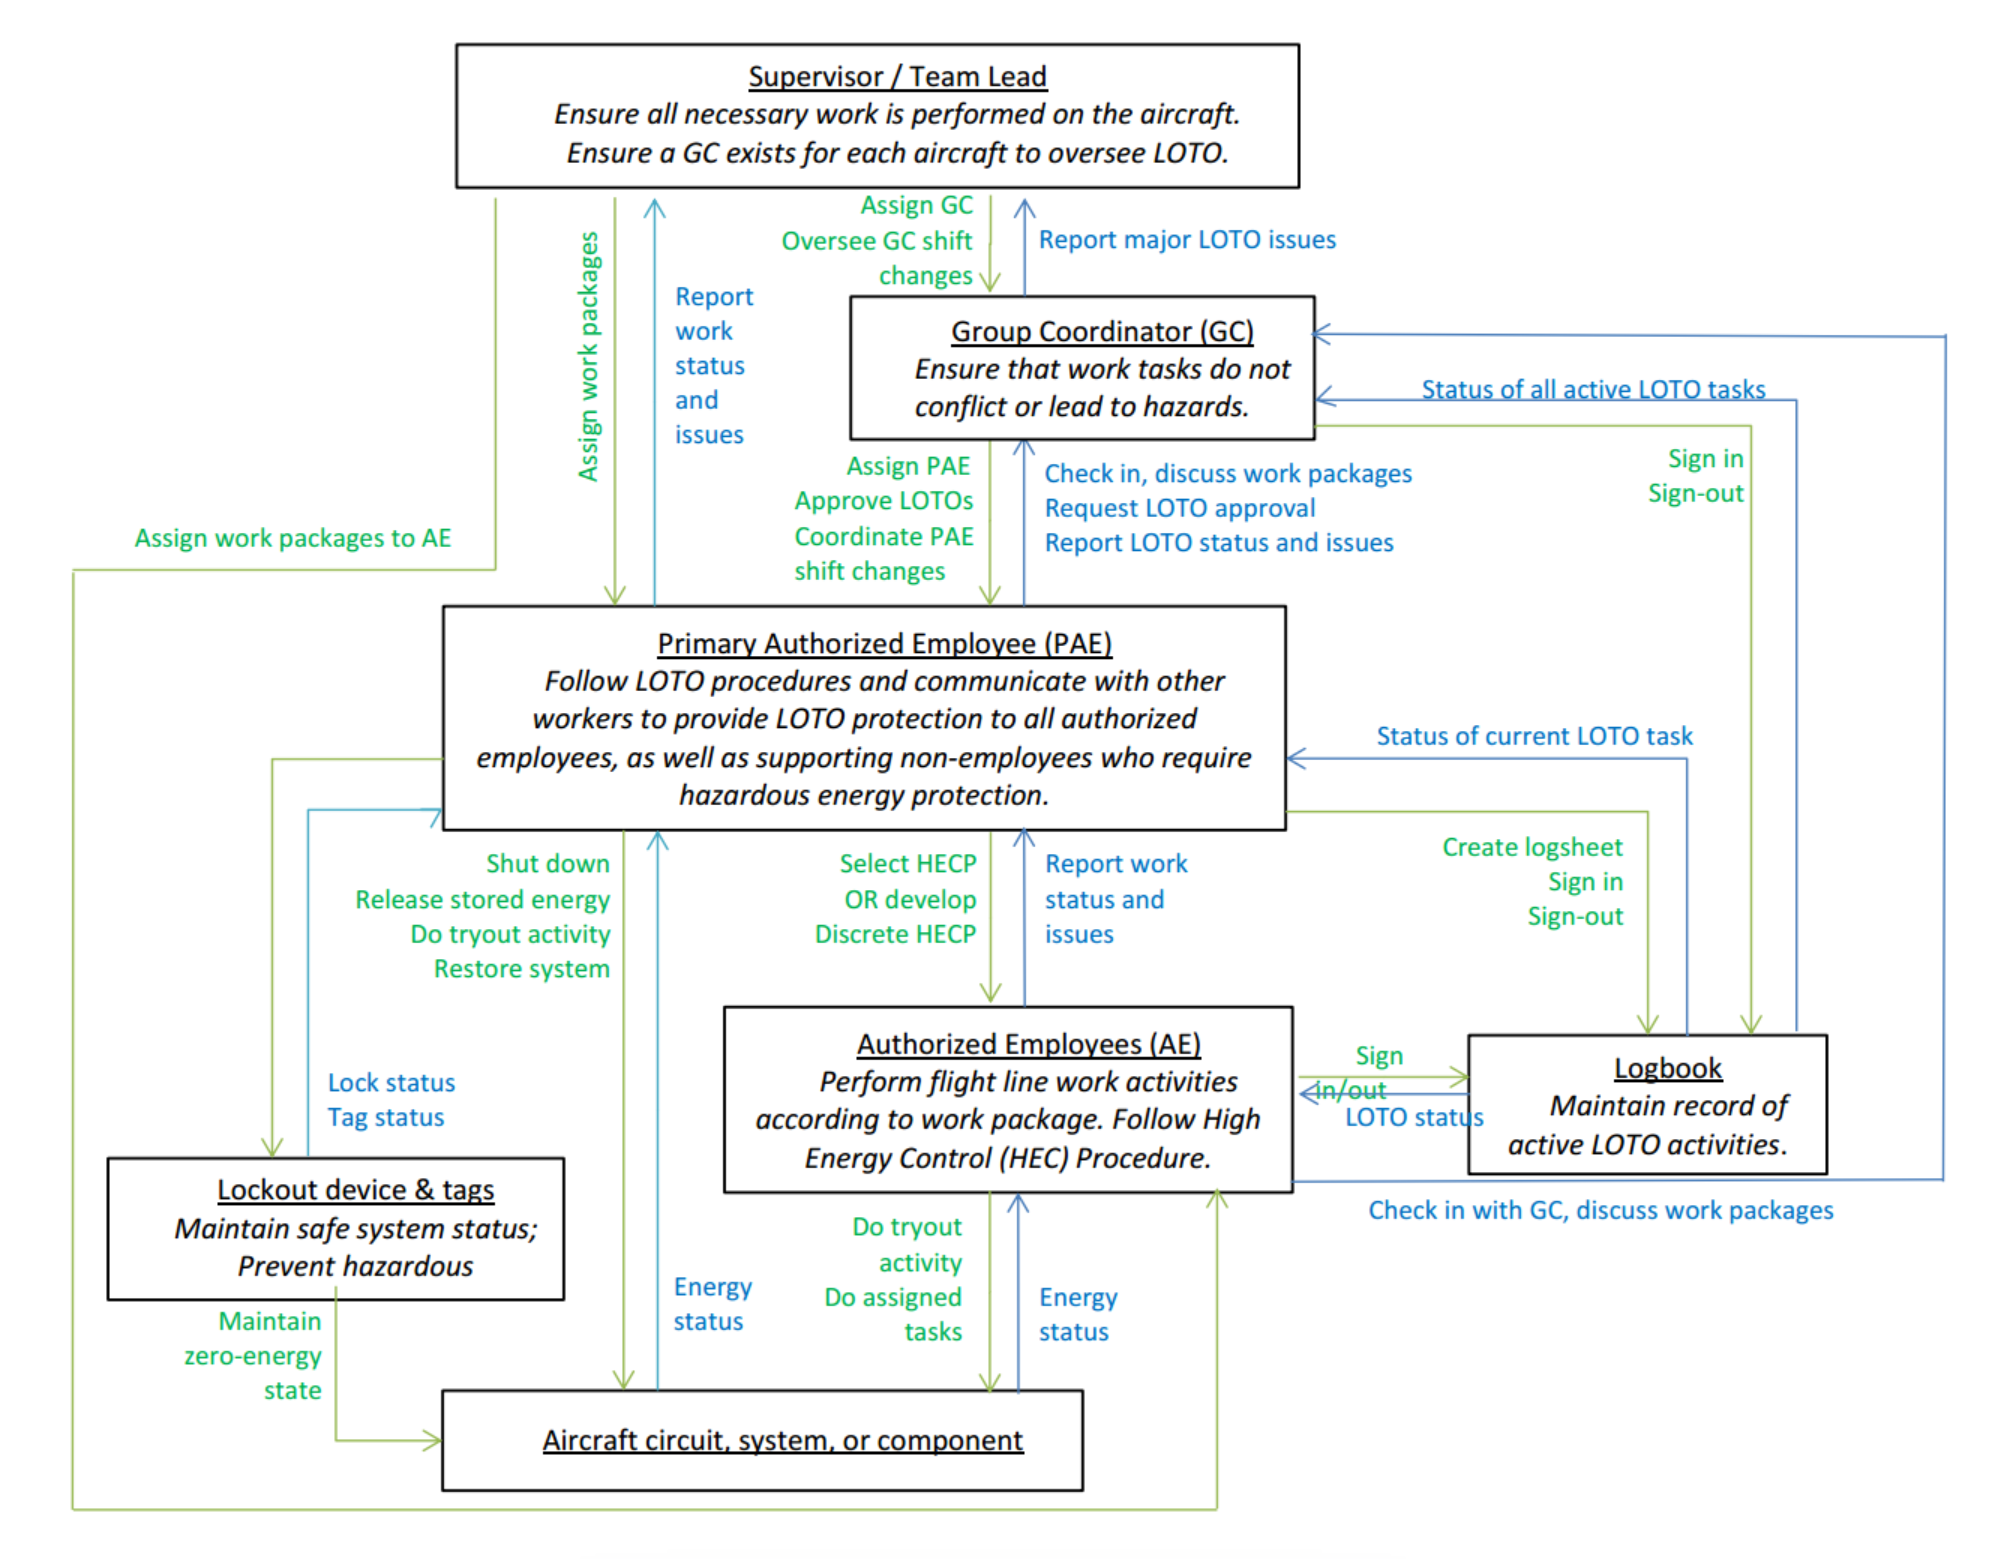 Supervisor / Team Lead
Ensure all necessary work is performed on the aircraft.
Ensure a GC exists for each aircraft to oversee LOTO.
Assign work packages
Report
work
status
and
issues
Assign GC
Oversee GC shift
changes
Report major LOTO issues
Group Coordinator (GC)
Ensure that work tasks do not
conflict or lead to hazards.
Status of all active LOTO tasks
Sign in
Sign-out
Assign work packages to AE
Assign PAE
Approve LOTOs
Coordinate PAE
shift changes
Check in, discuss work packages
Request LOTO approval
Report LOTO status and issues
Primary Authorized Employee (PAE)
Follow LOTO procedures and communicate with other
workers to provide LOTO protection to all authorized
employees, as well as supporting non-employees who require
hazardous energy protection.
Status of current LOTO task
Create logsheet
Sign in
Sign-out
Shut down
Release stored energy
Do tryout activity
Restore system
Select HECP
OR develop
Discrete HECP
Report work
status and
issues
Lock status
Tag status
Authorized Employees (AE)
Perform flight line work activities
according to work package. Follow High
Energy Control (HEC) Procedure.
Sign
in/out
LOTO status
Logbook
Maintain record of
active LOTO activities.
Check in with GC, discuss work packages
Lockout device & tags
Maintain safe system status;
Prevent hazardous
Maintain
zero-energy
state
Energy
status
Do tryout
activity
Do assigned
tasks
Energy
status
Aircraft circuit, system, or component